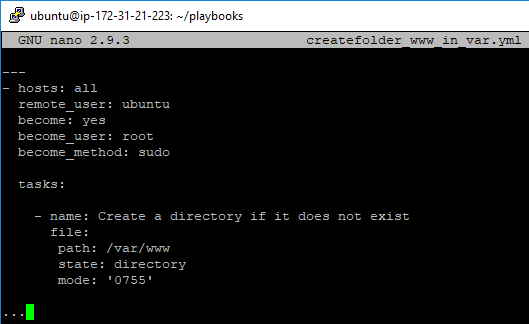 ubuntu@ip-172-31-21-223: ~/playbooks
GNU nano 2.9.3 createfolder_www_in_var.yml
---
- hosts: all
  remote_user: ubuntu
  become: yes
  become_user: root
  become_method: sudo
  tasks:
    - name: Create a directory if it does not exist
      file:
       path: /var/www
       state: directory
       mode: '0755'
...